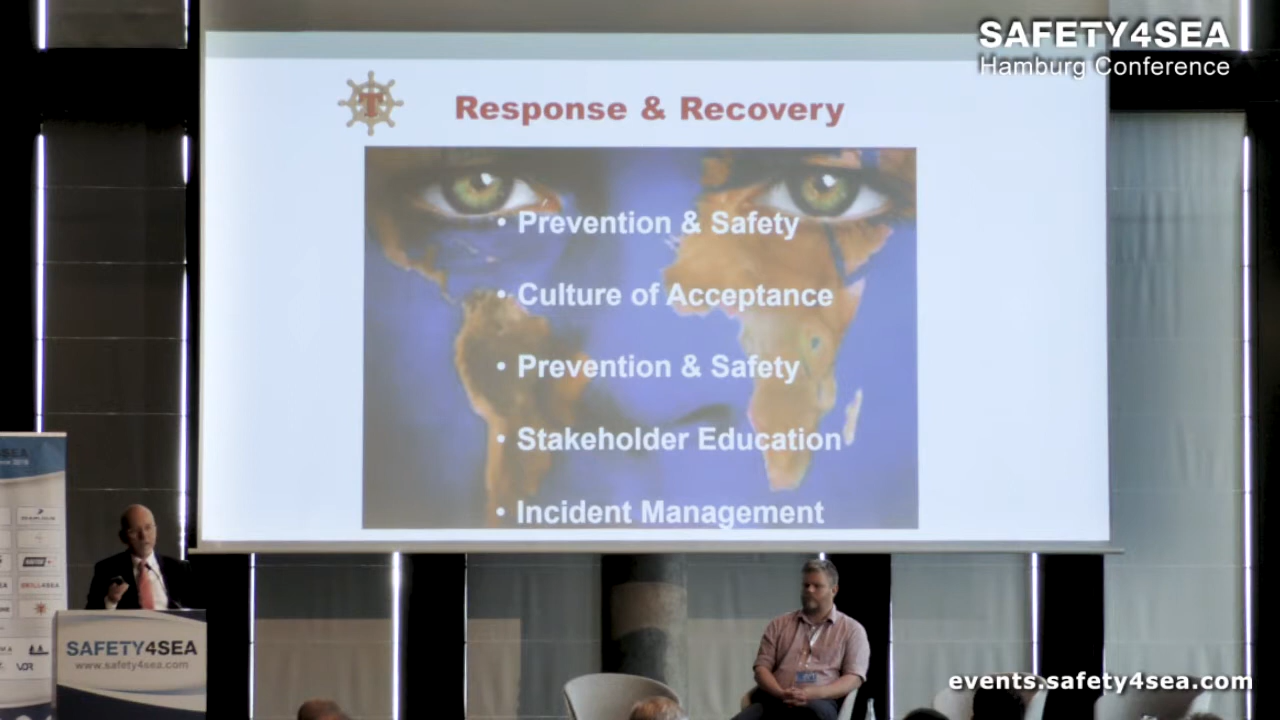 SAFETY4SEA
Hamburg Conference
T
Response & Recovery
• Prevention & Safety
• Culture of Acceptance
• Prevention & Safety
• Stakeholder Education
• Incident Management
SAFETY4SEA
www.safety4sea.com
events.safety4sea.com